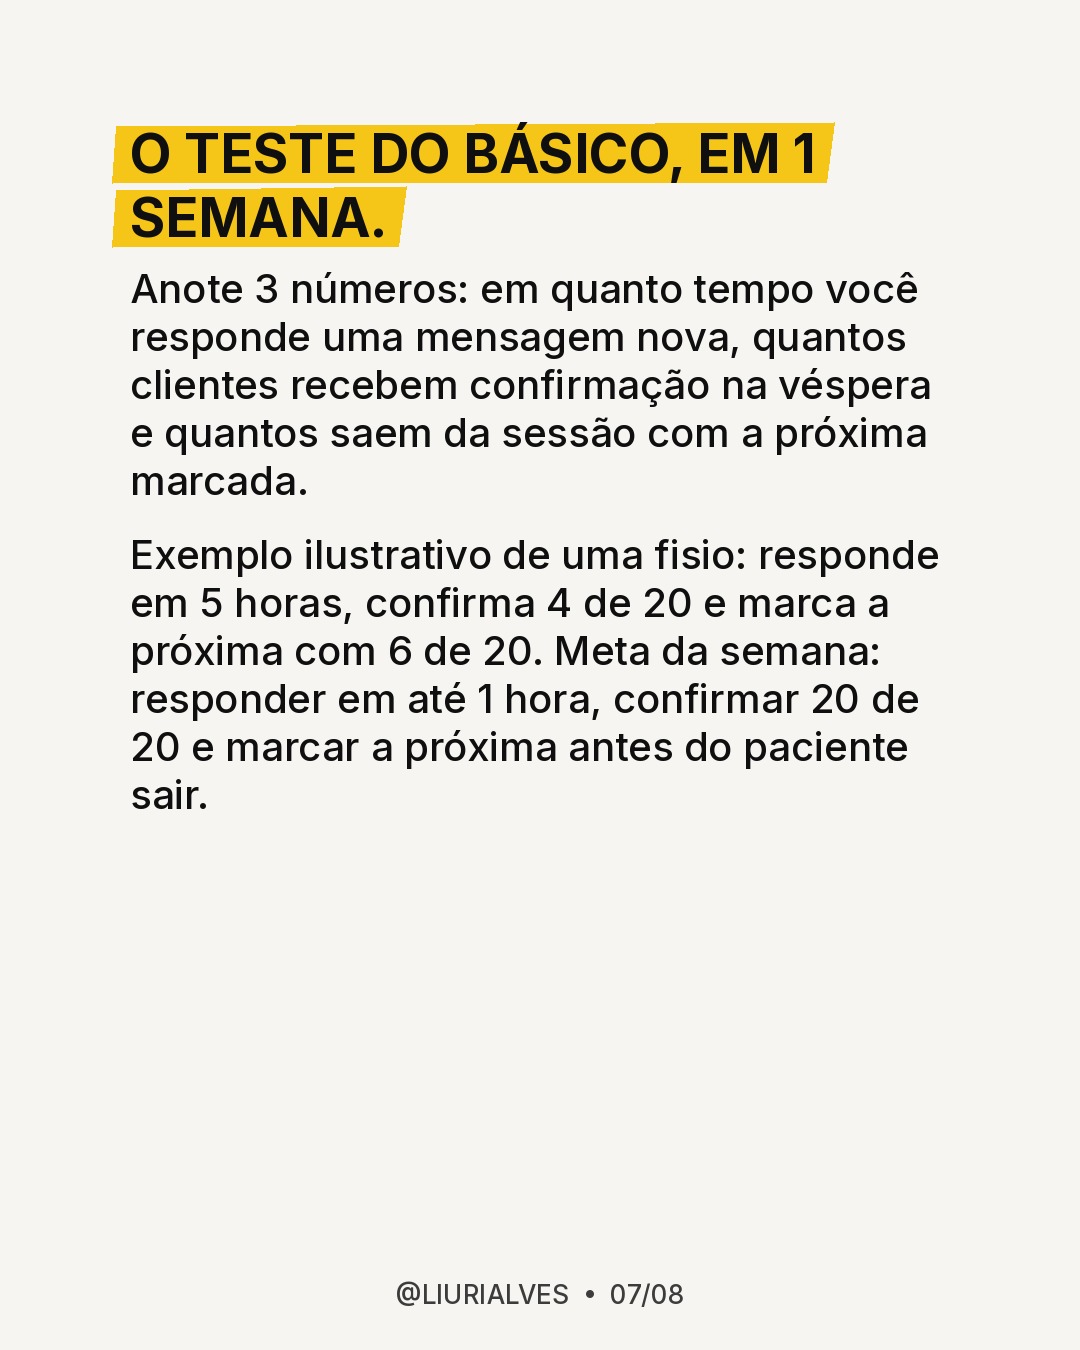 O TESTE DO BÁSICO, EM 1
SEMANA.
Anote 3 números: em quanto tempo você
responde uma mensagem nova, quantos
clientes recebem confirmação na véspera
e quantos saem da sessão com a próxima
marcada.
Exemplo ilustrativo de uma fisio: responde
em 5 horas, confirma 4 de 20 e marca a
próxima com 6 de 20. Meta da semana:
responder em até 1 hora, confirmar 20 de
20 e marcar a próxima antes do paciente
sair.
@LIURIALVES • 07/08